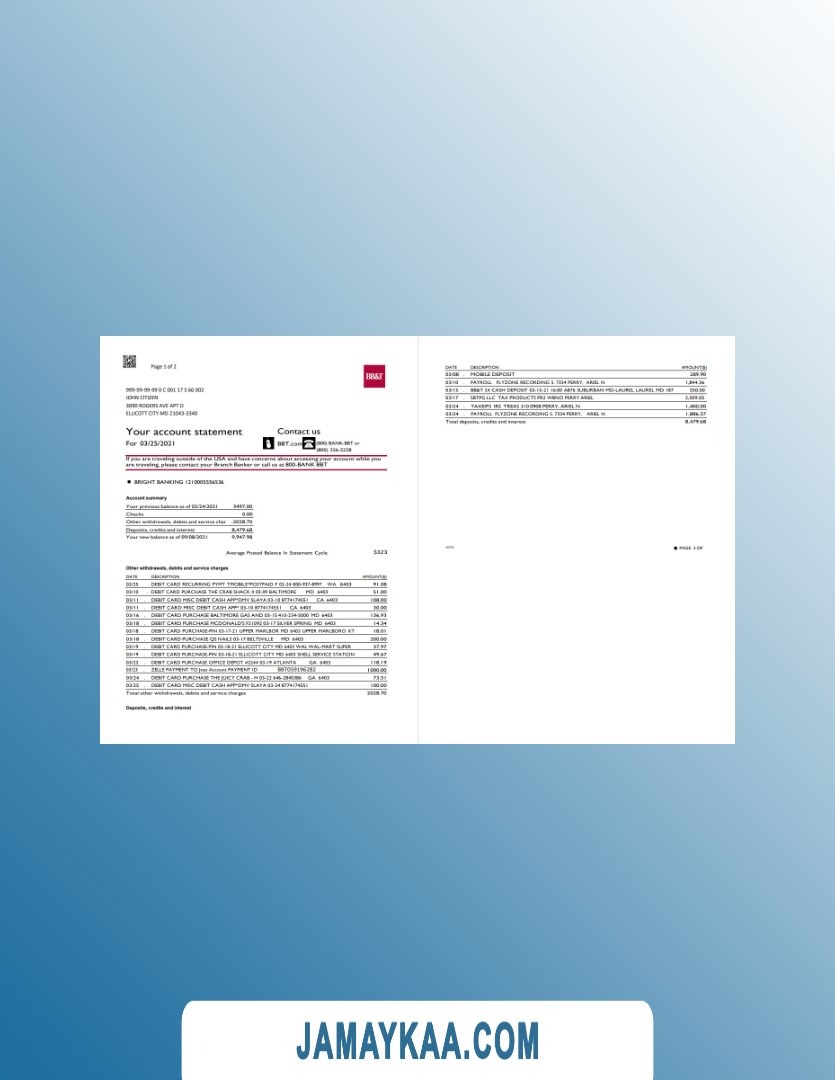 Page 1 of 2
BB&T
999-99-99-99 0 C 001 17 S 66 002
JOHN CITIZEN
3090 ROGERS AVE APT D
ELLICOTT CITY MD 21043-3340
Your account statement
For 03/25/2021
Contact us
BBT.com
(800) BANK-BBT or
(800) 226-5228
If you are traveling outside of the USA and have concerns about accessing your account while you
are traveling, please contact your Branch Banker or call us at 800-BANK BBT
BRIGHT BANKING 1210005556536
Account summary
Your previous balance as of 02/24/2021 3497.00
Checks 0.00
Other withdrawals, debits and service char -2028.70
Deposits, credits and interest 8,479.68
Your new balance as of 09/08/2021 9,947.98
Average Posted Balance In Statement Cycle $323
Other withdrawals, debits and service charges
DATE DESCRIPTION AMOUNT($)
02/25 . DEBIT CARD RECURRING PYMT TMOBILE*POSTPAID P 02-24 800-937-8997 WA 6403 91.08
03/10 . DEBIT CARD PURCHASE THE CRAB SHACK II 03-09 BALTIMORE MD 6403 51.00
03/11 . DEBIT CARD MISC DEBIT CASH APP*DMV SLAYA 03-10 8774174551 CA 6403 108.00
03/11 . DEBIT CARD MISC DEBIT CASH APP* 03-10 8774174551 CA 6403 30.00
03/16 . DEBIT CARD PURCHASE BALTIMORE GAS AND 03-15 410-234-5000 MD 6403 136.93
03/18 . DEBIT CARD PURCHASE MCDONALD'S F21092 03-17 SILVER SPRING MD 6403 14.34
03/18 . DEBIT CARD PURCHASE-PIN 03-17-21 UPPER MARLBOR MD 6403 UPPER MARLBORO XT 18.01
03/18 . DEBIT CARD PURCHASE QS NAILS 03-17 BELTSVILLE MD 6403 200.00
03/19 . DEBIT CARD PURCHASE-PIN 03-18-21 ELLICOTT CITY MD 6403 WAL WAL-MART SUPER 37.97
03/19 . DEBIT CARD PURCHASE-PIN 03-18-21 ELLICOTT CITY MD 6403 SHELL SERVICE STATION 49.67
03/22 . DEBIT CARD PURCHASE OFFICE DEPOT #2244 03-19 ATLANTA GA 6403 118.19
03/23 . ZELLE PAYMENT TO Joes Account PAYMENT ID BBT059196282 1000.00
03/24 . DEBIT CARD PURCHASE THE JUICY CRAB - H 03-22 646-2840386 GA 6403 73.51
03/25 . DEBIT CARD MISC DEBIT CASH APP*DMV SLAYA 03-24 8774174551 100.00
Total other withdrawals, debits and service charges 2028.70
Deposits, credits and interest
DATE DESCRIPTION AMOUNT($)
03/08 . MOBILE DEPOSIT 289.90
03/10 . PAYROLL FLYZONE RECORDING S. 7334 PERRY, ARIEL N 1,844.36
03/15 . BB&T 24 CASH DEPOSIT 03-13-21 16:00 A876 SUBURBAN MD-LAUREL LAUREL MD 187 550.00
03/17 . SBTPG LLC TAX PRODUCTS PR2 WBND PERRY ARIEL
03/24 . TAXEIP3 IRS TREAS 310 0908 PERRY, ARIEL N 1,400.00
03/24 . PAYROLL FLYZONE RECORDING S. 7334 PERRY, ARIEL N 1,886.37
Total deposits, credits and interest 8,479.68
PAGE 2 OF
JAMAYKAA.COM